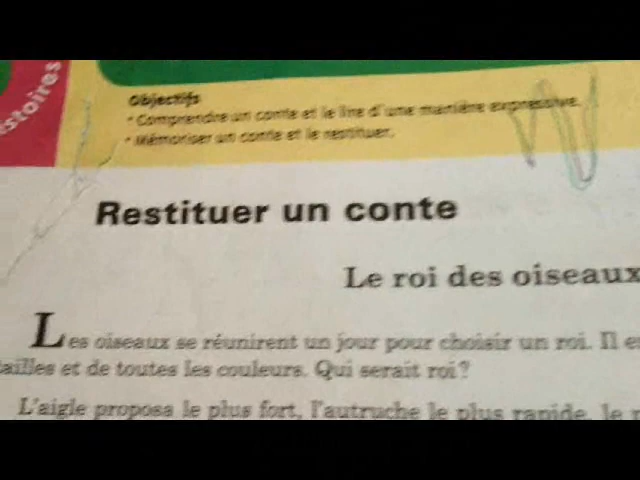 estoires
Objectifs
• Comprendre un conte et le lire d'une manière expressive.
• Mémoriser un conte et le restituer.
Restituer un conte
Le roi des oiseaux
Les oiseaux se réunirent un jour pour choisir un roi. Il
tailles et de toutes les couleurs. Qui serait roi?
L'aigle proposa le plus fort, l'autruche le plus rapide, le